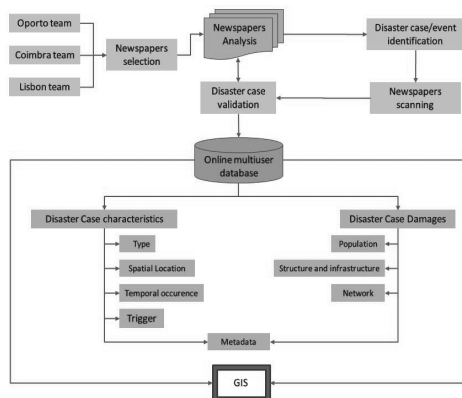 Oporto team
Coimbra team
Lisbon team
Newspapers
selection
Newspapers
Analysis
Disaster case/event
identification
Disaster case
validation
Newspapers
scanning
Online multiuser
database
Disaster Case characteristics
Type
Spatial Location
Temporal occurence
Trigger
Disaster Case Damages
Population
Structure and infrastructure
Network
Metadata
GIS